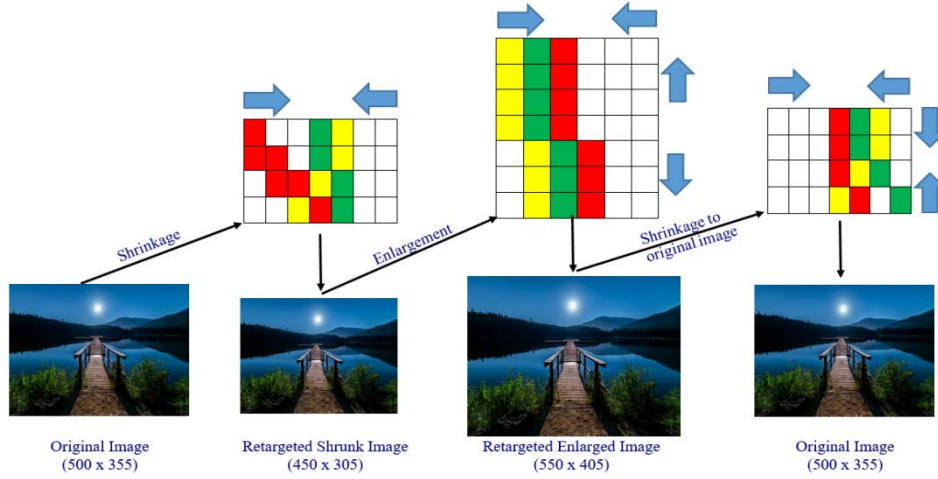 Shrinkage
Enlargement
Shrinkage to
original image
Original Image
(500 x 355)
Retargeted Shrunk Image
(450 x 305)
Retargeted Enlarged Image
(550 x 405)
Original Image
(500 x 355)